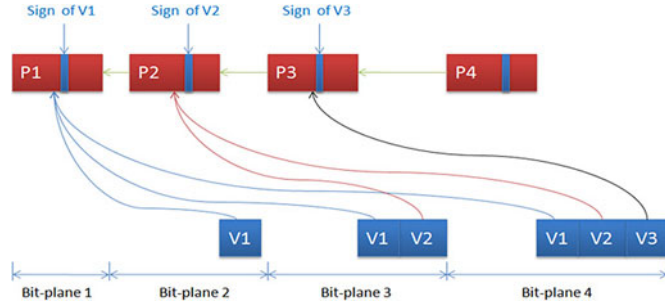 Sign of V1 Sign of V2 Sign of V3
P1 P2 P3 P4
V1 V1 V2 V1 V2 V3
Bit-plane 1 Bit-plane 2 Bit-plane 3 Bit-plane 4